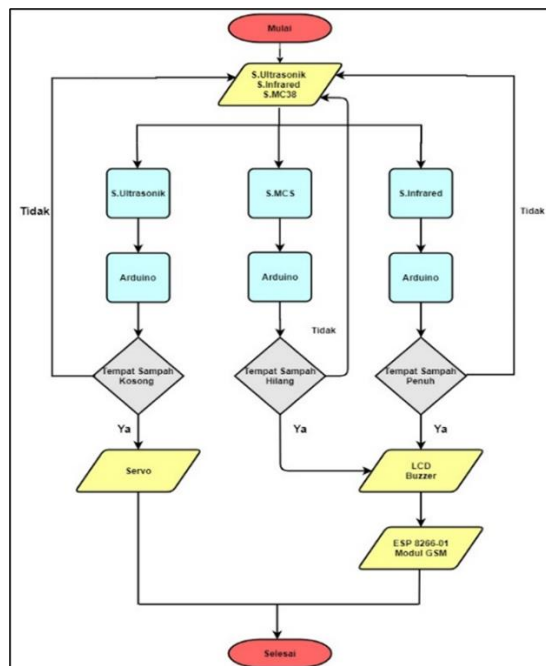 Mulai
S.Ultrasonik
S.Infrared
S.MC38
S.Ultrasonik
S.MCS
S.Infrared
Tidak
Tidak
Arduino
Arduino
Arduino
Tidak
Tempat Sampah
Kosong
Tempat Sampah
Hilang
Tempat Sampah
Penuh
Ya
Ya
Ya
Servo
LCD
Buzzer
ESP 8266-01
Modul GSM
Selesai